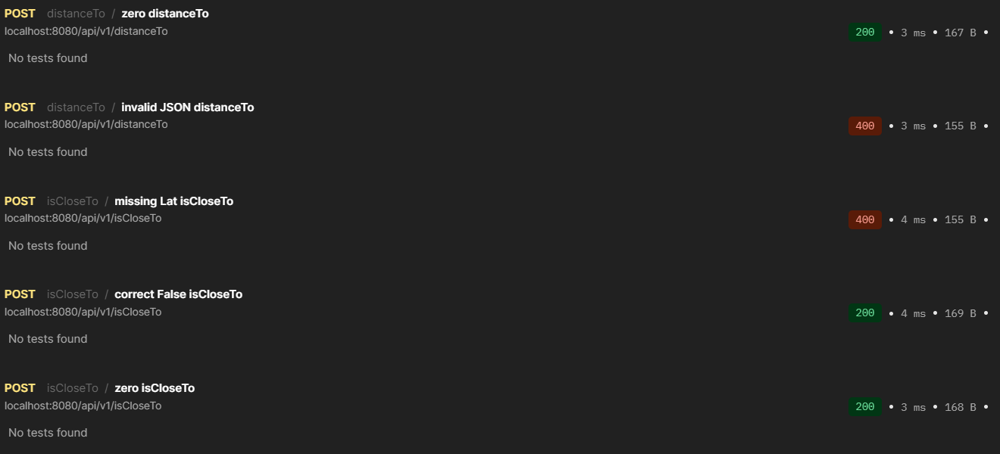 POST distanceTo / zero distanceTo
localhost:8080/api/v1/distanceTo
200 • 3 ms • 167 B •
No tests found
POST distanceTo / invalid JSON distanceTo
localhost:8080/api/v1/distanceTo
400 • 3 ms • 155 B •
No tests found
POST isCloseTo / missing Lat isCloseTo
localhost:8080/api/v1/isCloseTo
400 • 4 ms • 155 B •
No tests found
POST isCloseTo / correct False isCloseTo
localhost:8080/api/v1/isCloseTo
200 • 4 ms • 169 B •
No tests found
POST isCloseTo / zero isCloseTo
localhost:8080/api/v1/isCloseTo
200 • 3 ms • 168 B •
No tests found